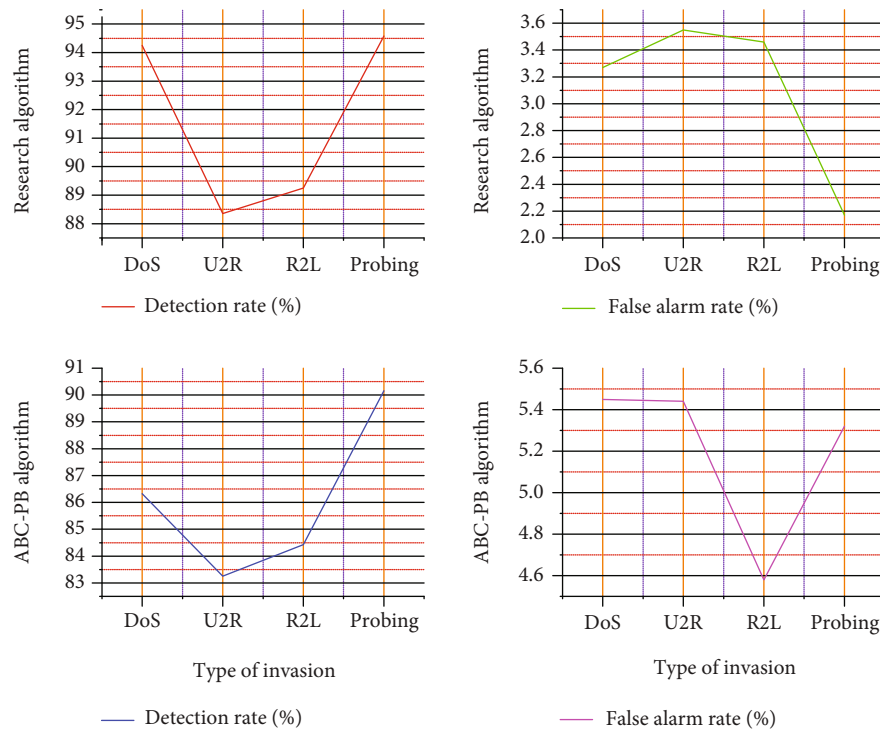 Research algorithm
95
94
93
92
91
90
89
88
DoS U2R R2L Probing
Detection rate (%)
Research algorithm
3.6
3.4
3.2
3.0
2.8
2.6
2.4
2.2
2.0
DoS U2R R2L Probing
False alarm rate (%)
ABC-PB algorithm
91
90
89
88
87
86
85
84
83
DoS U2R R2L Probing
Type of invasion
Detection rate (%)
ABC-PB algorithm
5.6
5.4
5.2
5.0
4.8
4.6
DoS U2R R2L Probing
Type of invasion
False alarm rate (%)